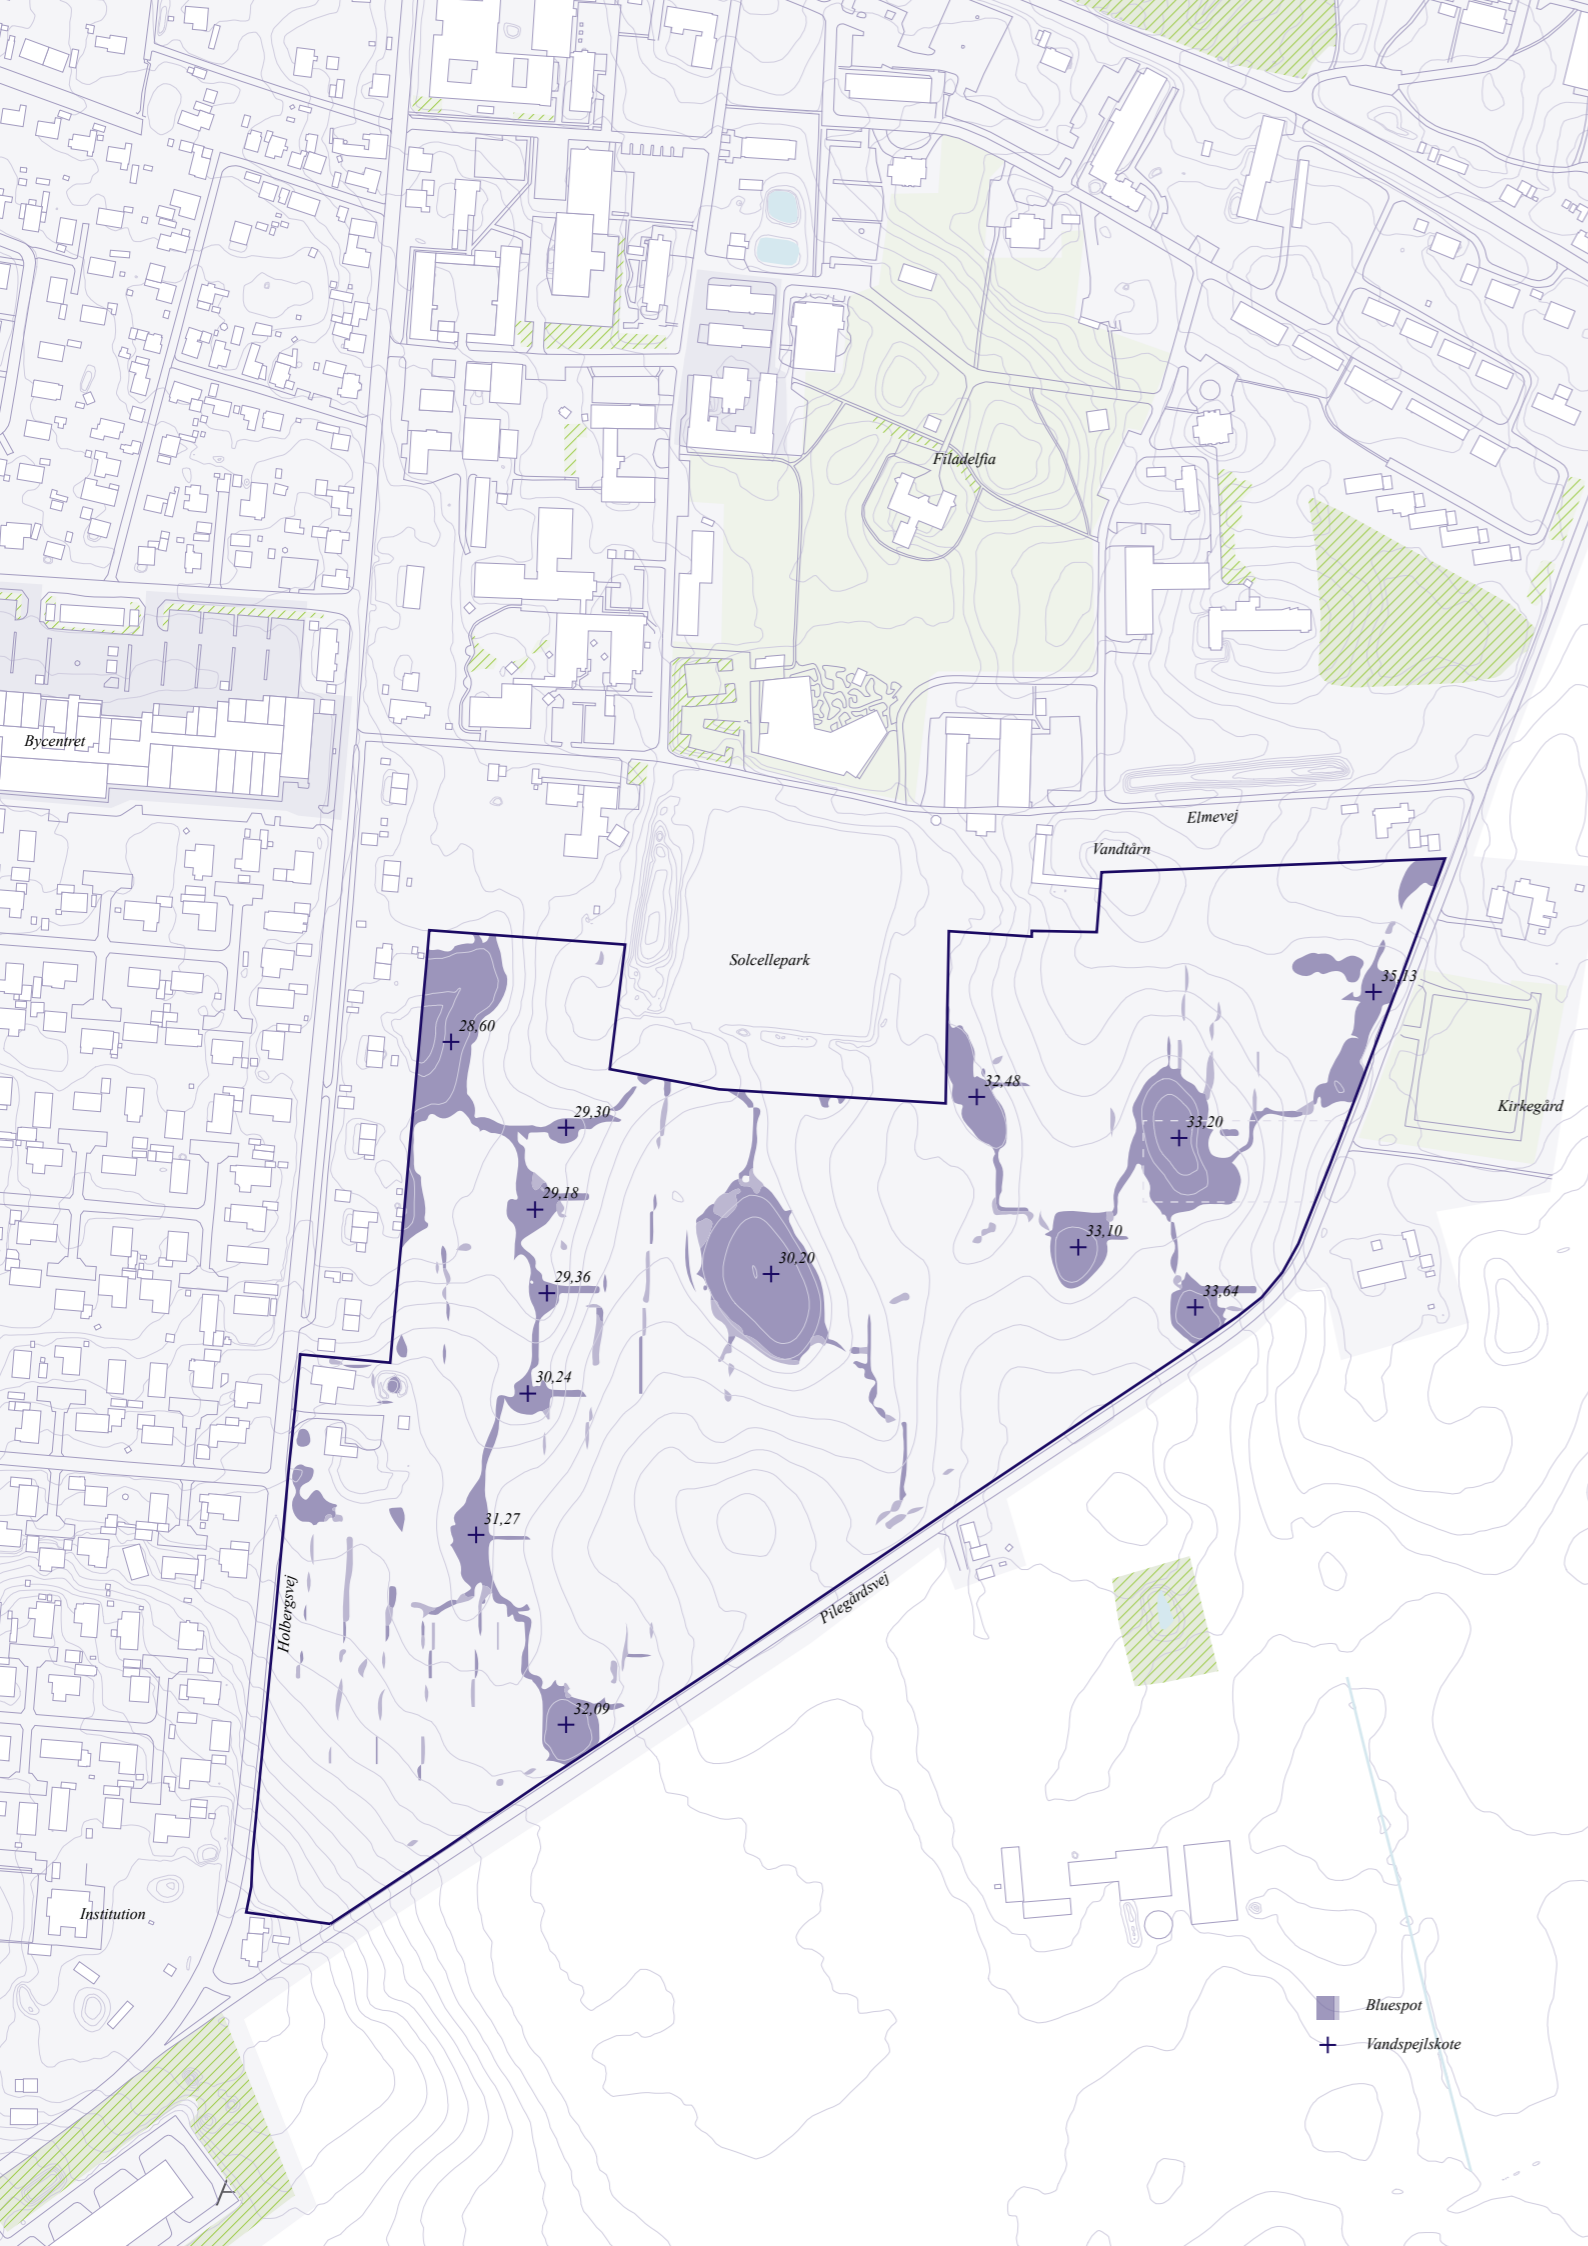 Filadelfia
Bycentret
Elmevej
Vandtårn
Solcellepark
35,13
28,60
32,48
29,30
33,20
Kirkegård
29,18
33,10
30,20
29,36
33,64
30,24
31,27
Holbergsvej
Pilegårdsvej
32,09
Institution
Bluespot
Vandspejlskote